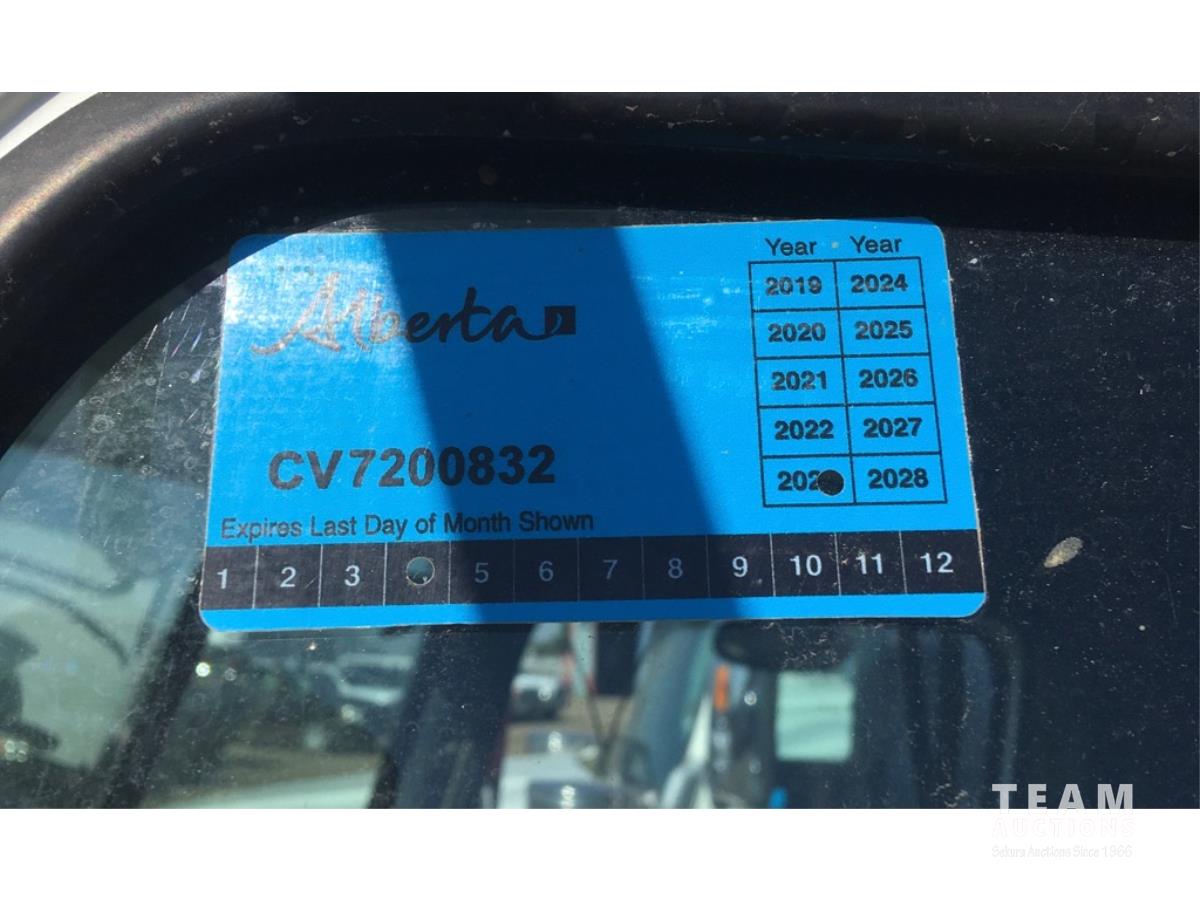 Year Year
Alberta
2019 2024
2020 2025
2021 2026
2022 2027
CV7200832
202 2028
Expires Last Day of Month Shown
1 2 3 5 6 7 8 9 10 11 12
TEAM
AUCTIONS
Sekura Auctions Since 1966